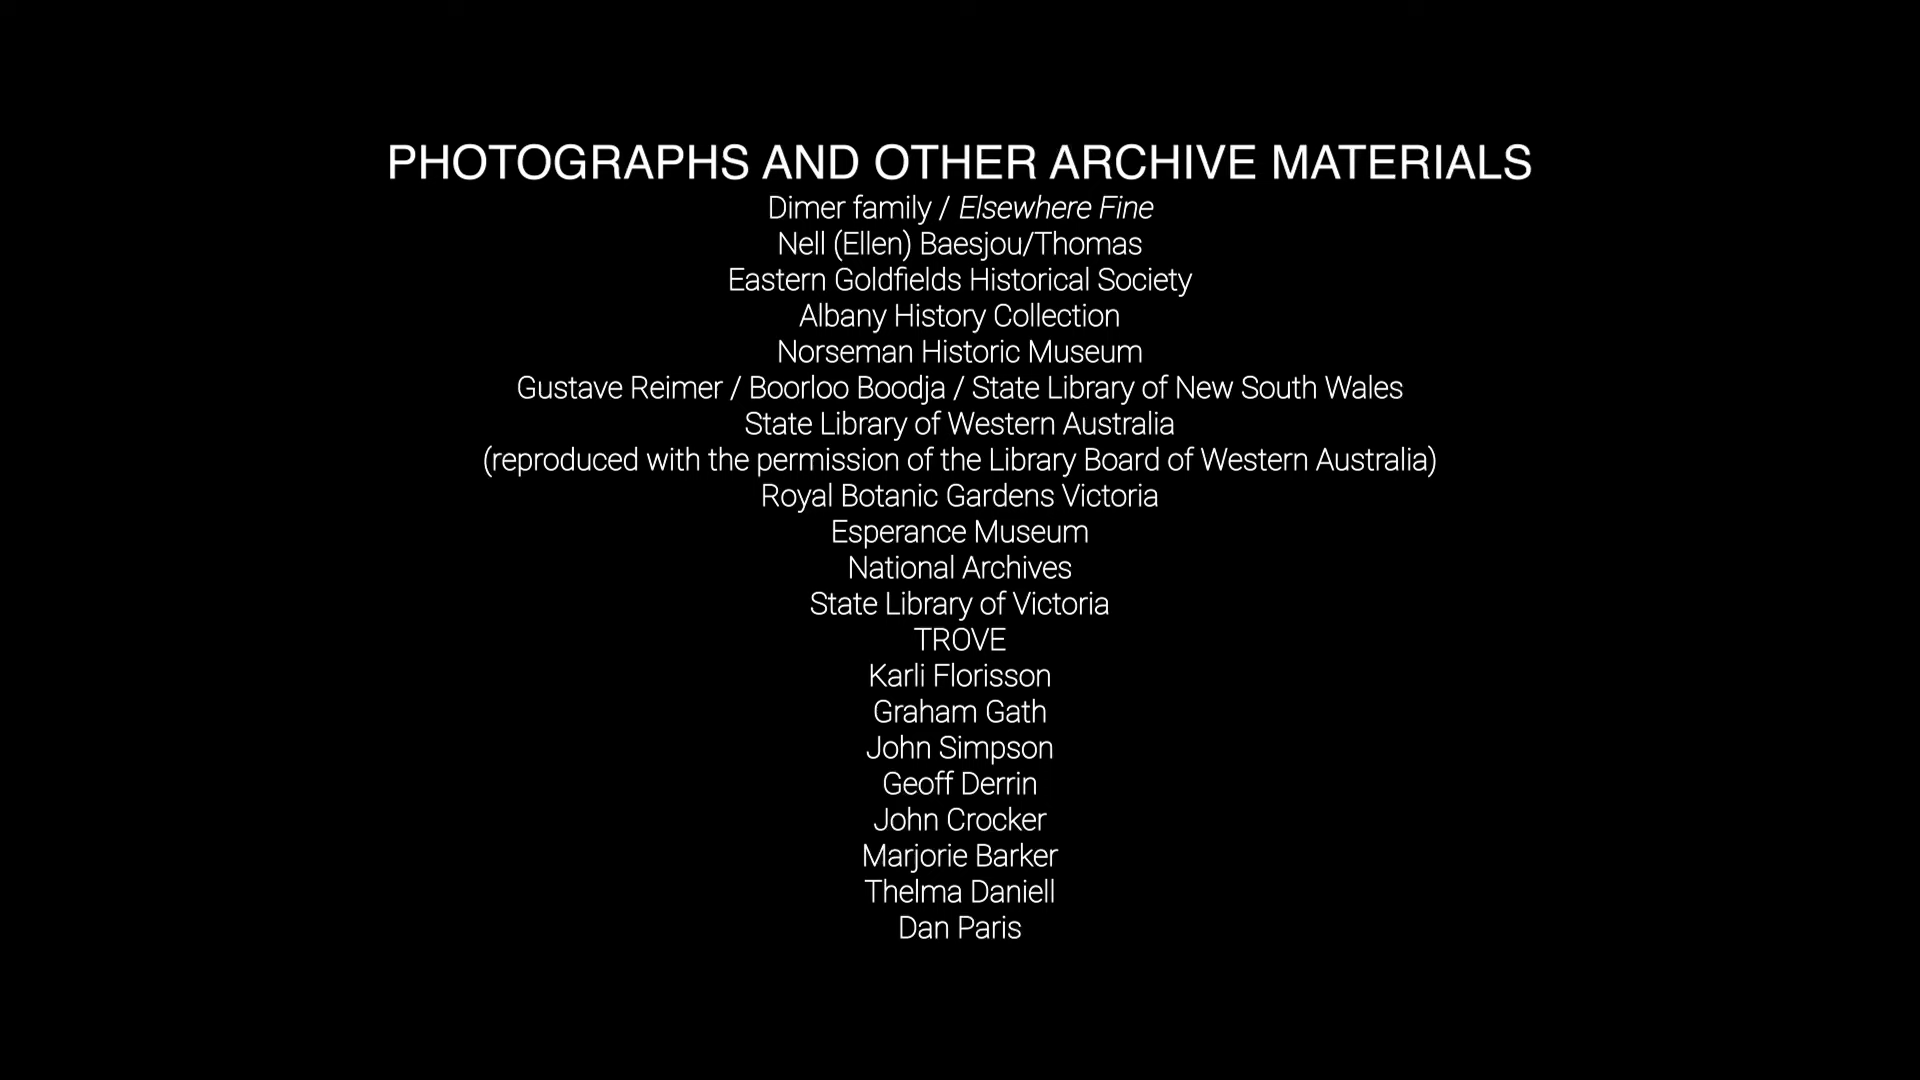 PHOTOGRAPHS AND OTHER ARCHIVE MATERIALS
Dimer family / Elsewhere Fine
Nell (Ellen) Baesjou/Thomas
Eastern Goldfields Historical Society
Albany History Collection
Norseman Historic Museum
Gustave Reimer / Boorloo Boodja / State Library of New South Wales
State Library of Western Australia
(reproduced with the permission of the Library Board of Western Australia)
Royal Botanic Gardens Victoria
Esperance Museum
National Archives
State Library of Victoria
TROVE
Karli Florisson
Graham Gath
John Simpson
Geoff Derrin
John Crocker
Marjorie Barker
Thelma Daniell
Dan Paris